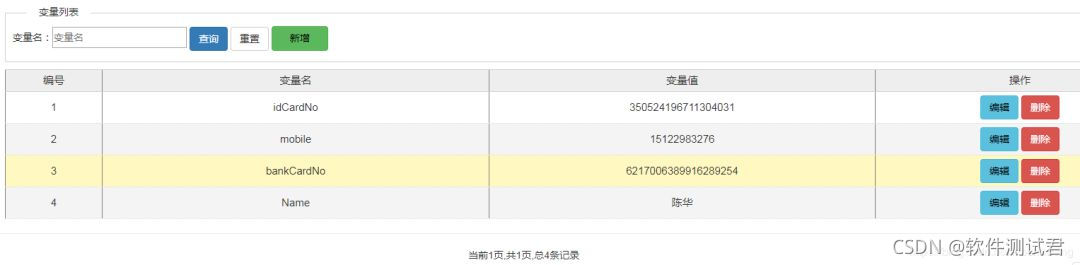 变量列表
变量名： 变量名 查询 重置 新增
编号 变量名 变量值 操作
1 idCardNo 350524196711304031 编辑 删除
2 mobile 15122983276 编辑 删除
3 bankCardNo 6217006389916289254 编辑 删除
4 Name 陈华 编辑 删除
当前1页,共1页,总4条记录
CSDN @软件测试君